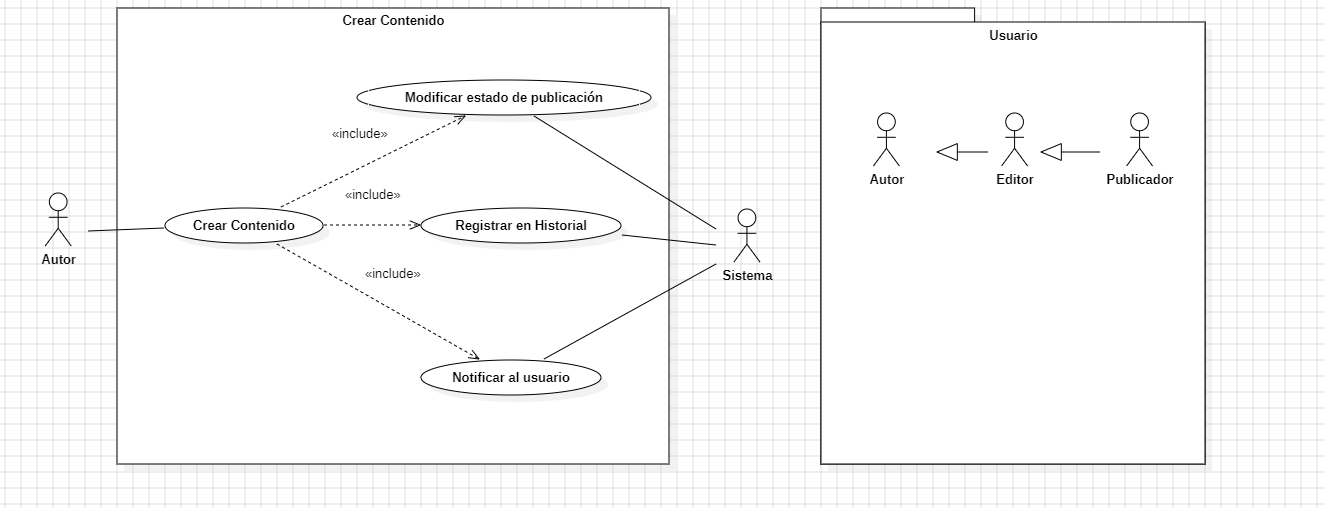 Crear Contenido
Usuario
Modificar estado de publicación
«include»
«include»
Crear Contenido
Registrar en Historial
«include»
Autor
Sistema
Notificar al usuario
Autor
Editor
Publicador